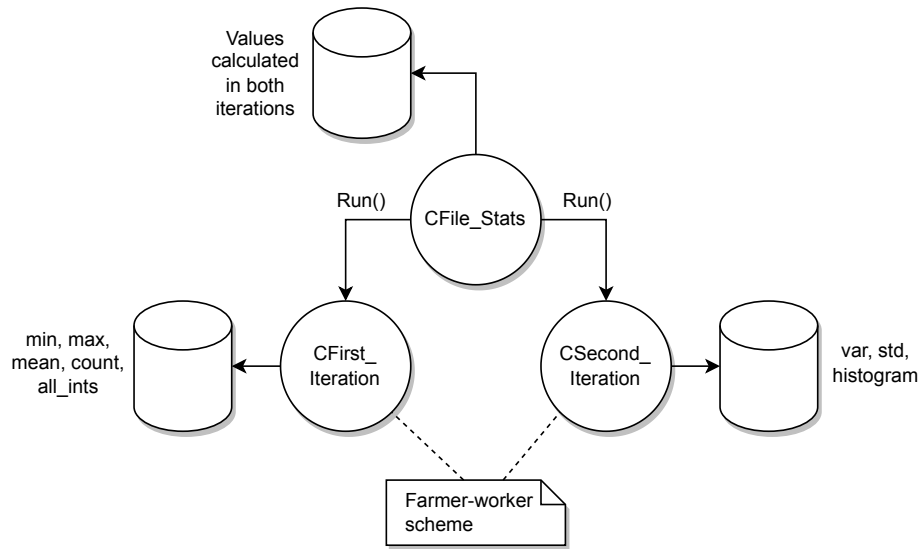 Values
calculated
in both
iterations
Run()
Run()
CFile_Stats
min, max,
mean, count,
all_ints
CFirst_
Iteration
CSecond_
Iteration
var, std,
histogram
Farmer-worker
scheme